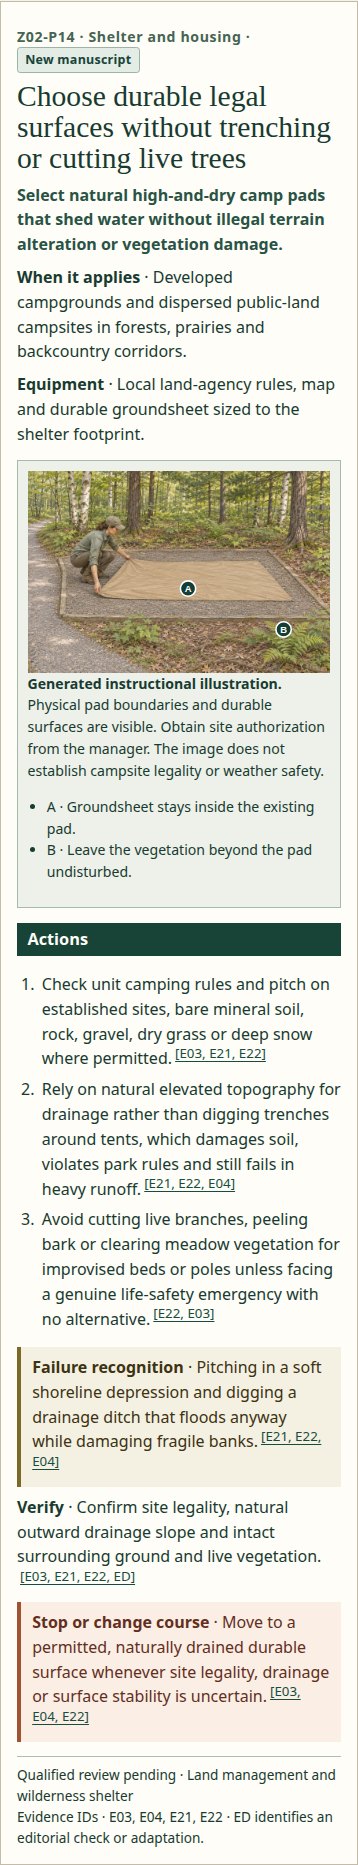 Z02-P14 · Shelter and housing ·
New manuscript
Choose durable legal
surfaces without trenching
or cutting live trees
Select natural high-and-dry camp pads
that shed water without illegal terrain
alteration or vegetation damage.
When it applies · Developed
campgrounds and dispersed public-land
campsites in forests, prairies and
backcountry corridors.
Equipment · Local land-agency rules, map
and durable groundsheet sized to the
shelter footprint.
A
B
Generated instructional illustration.
Physical pad boundaries and durable
surfaces are visible. Obtain site authorization
from the manager. The image does not
establish campsite legality or weather safety.
• A · Groundsheet stays inside the existing
pad.
• B · Leave the vegetation beyond the pad
undisturbed.
Actions
1. Check unit camping rules and pitch on
established sites, bare mineral soil,
rock, gravel, dry grass or deep snow
where permitted. [E03, E21, E22]
2. Rely on natural elevated topography for
drainage rather than digging trenches
around tents, which damages soil,
violates park rules and still fails in
heavy runoff. [E21, E22, E04]
3. Avoid cutting live branches, peeling
bark or clearing meadow vegetation for
improvised beds or poles unless facing
a genuine life-safety emergency with
no alternative. [E22, E03]
Failure recognition · Pitching in a soft
shoreline depression and digging a
drainage ditch that floods anyway
while damaging fragile banks. [E21, E22,
E04]
Verify · Confirm site legality, natural
outward drainage slope and intact
surrounding ground and live vegetation.
[E03, E21, E22, ED]
Stop or change course · Move to a
permitted, naturally drained durable
surface whenever site legality, drainage
or surface stability is uncertain. [E03,
E04, E22]
Qualified review pending · Land management and
wilderness shelter
Evidence IDs · E03, E04, E21, E22 · ED identifies an
editorial check or adaptation.